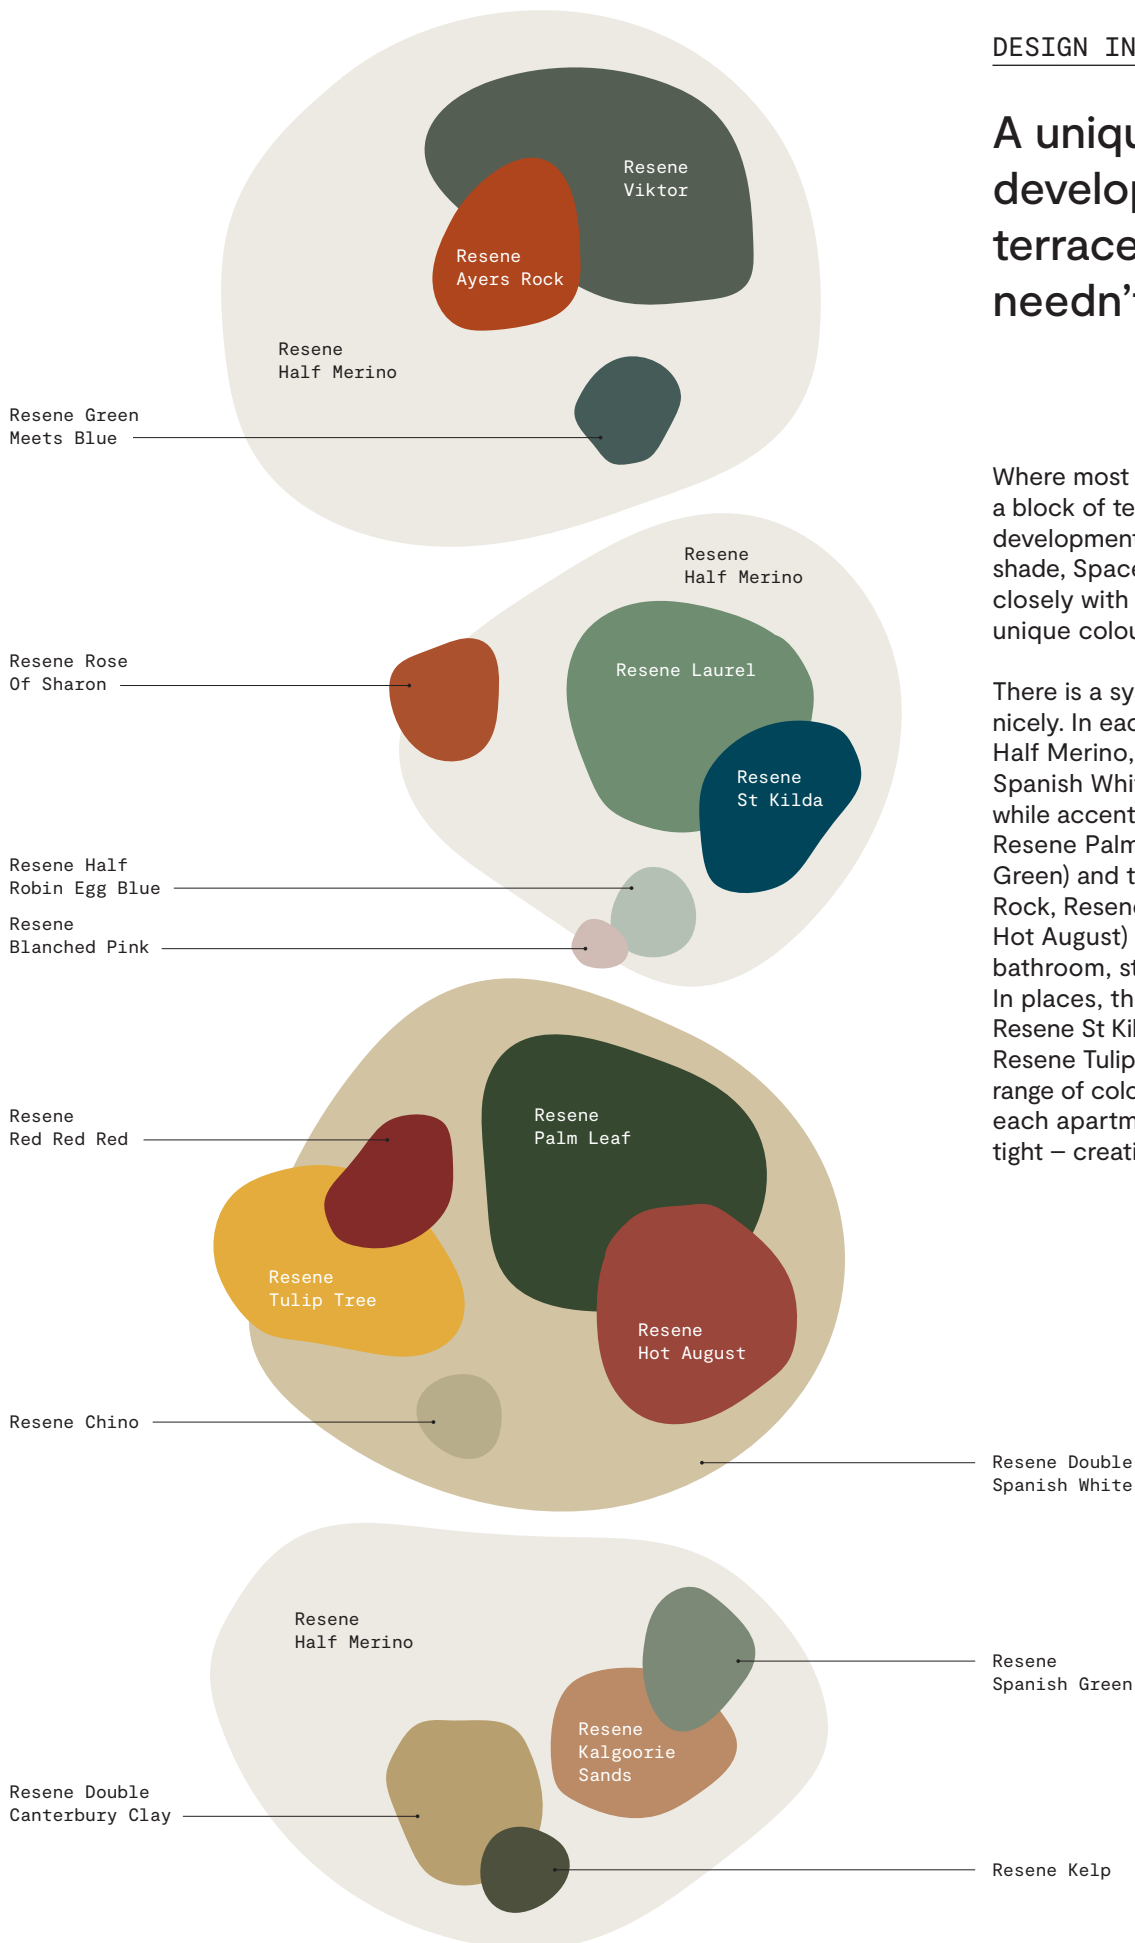 Resene
Viktor
Resene
Ayers Rock
Resene
Half Merino
Resene Green
Meets Blue
Resene
Half Merino
Resene Rose
Of Sharon
Resene Laurel
Resene
St Kilda
Resene Half
Robin Egg Blue
Resene
Blanched Pink
Resene
Red Red Red
Resene
Palm Leaf
Resene
Tulip Tree
Resene
Hot August
Resene Chino
Resene Double
Spanish White
Resene
Half Merino
Resene
Spanish Green
Resene
Kalgoorie
Sands
Resene Double
Canterbury Clay
Resene Kelp
DESIGN IN
A uniqu
develop
terrace
needn't
Where most
a block of te
development
shade, Space
closely with
unique colou
There is a sy
nicely. In eac
Half Merino,
Spanish Whi
while accent
Resene Palm
Green) and t
Rock, Resene
Hot August)
bathroom, st
In places, th
Resene St Kil
Resene Tulip
range of colo
each apartm
tight – creati